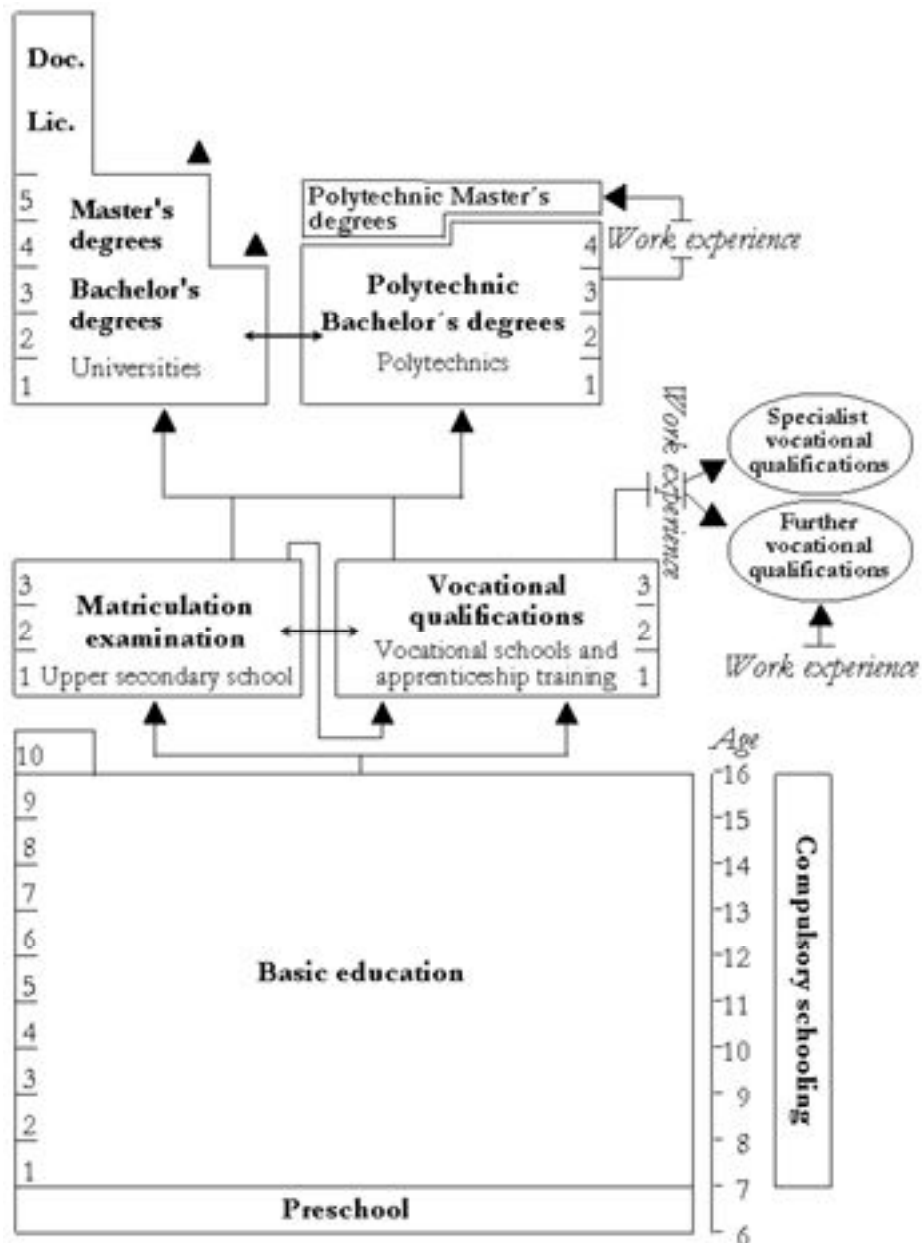 Doc.
Lic.
5
4
3
2
1
Master's
degrees
Bachelor's
degrees
Universities
Polytechnic Master´s
degrees
Work experience
Polytechnic
Bachelor´s degrees
Polytechnics
4
3
2
1
Work experience
Specialist
vocational
qualifications
Further
vocational
qualifications
Work experience
3
2
1
Matriculation
examination
Upper secondary school
Vocational
qualifications
Vocational schools and
apprenticeship training
3
2
1
10
9
8
7
6
5
4
3
2
1
Basic education
Preschool
Age
16
15
14
13
12
11
10
9
8
7
6
Compulsory schooling